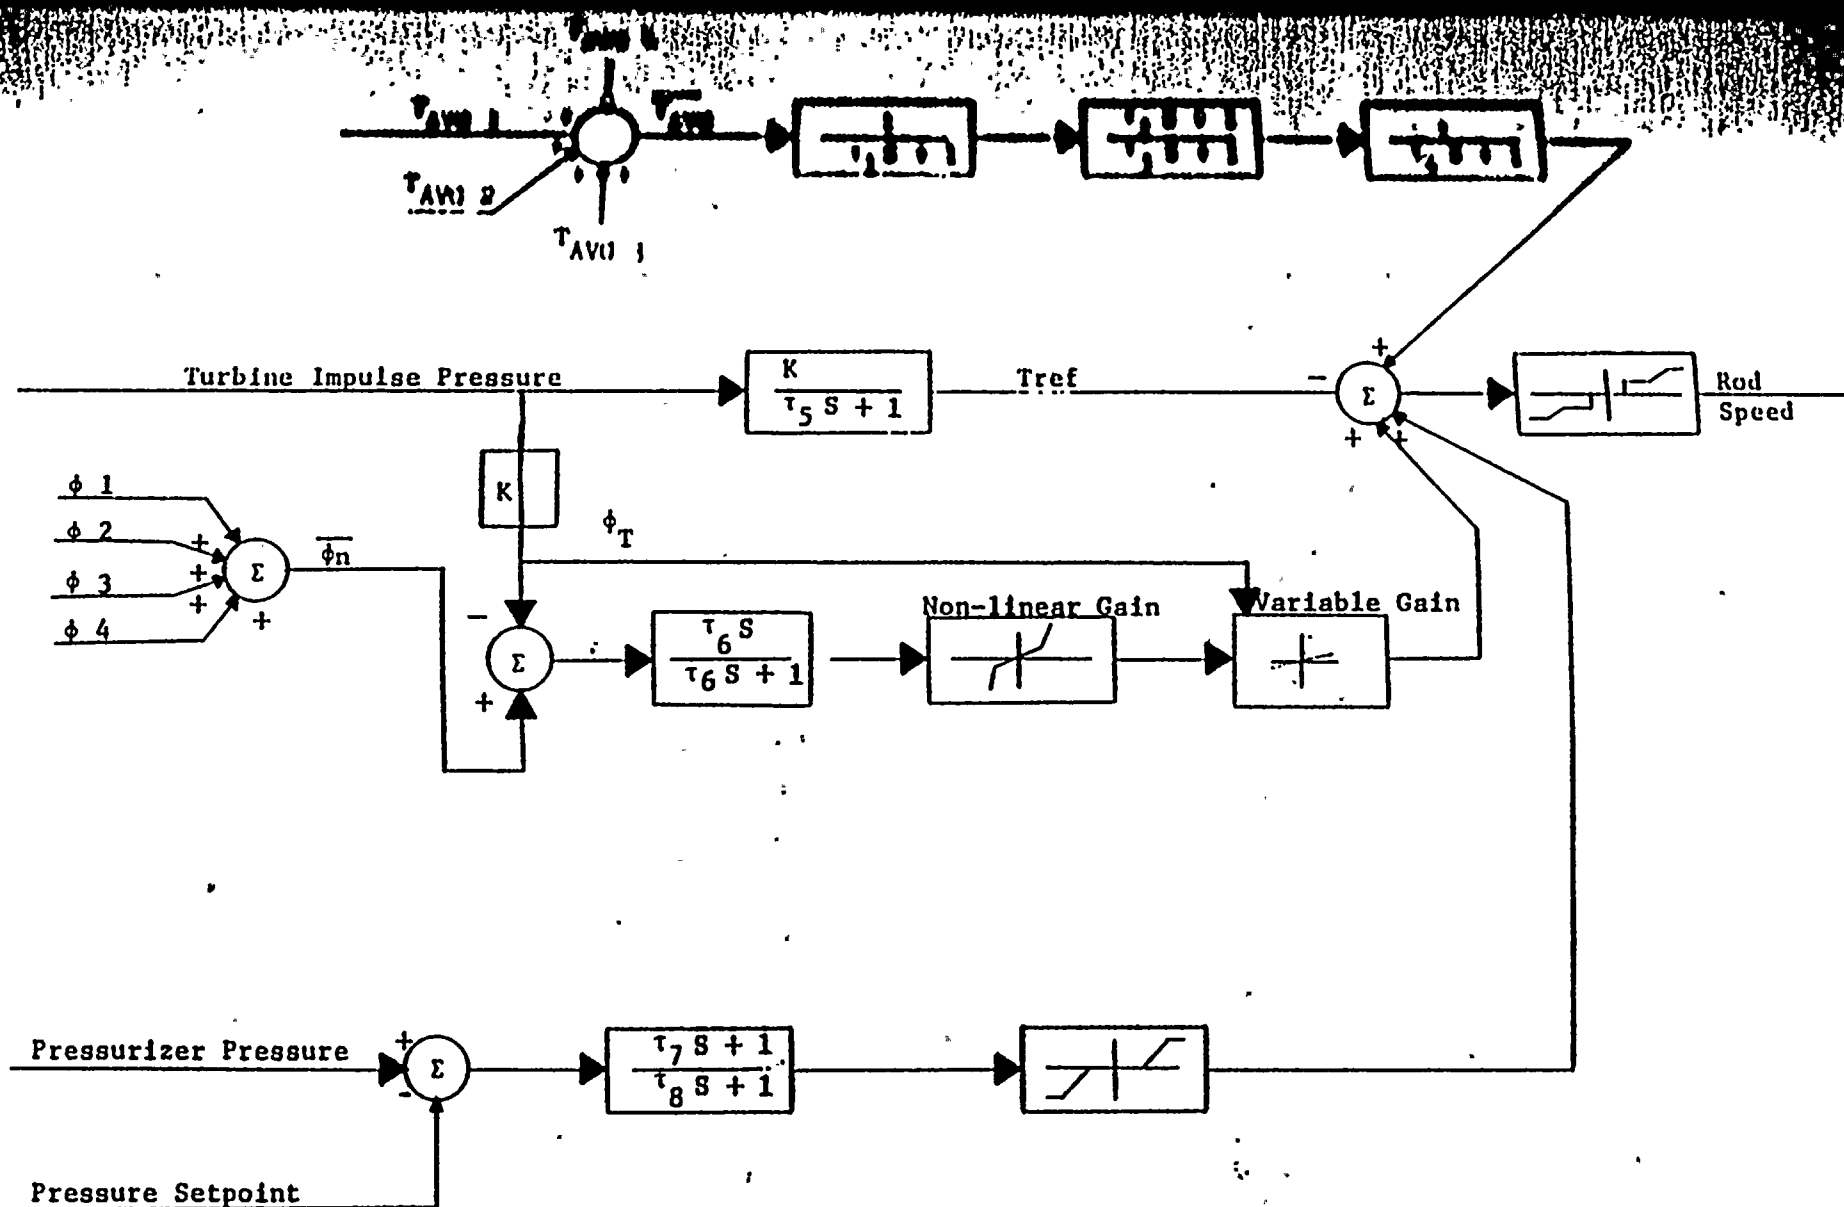 T AVG 2
T AVG
Turbine Impulse Pressure
K
τ5 S + 1
Tref
-
+
Σ
+
+
Rod
Speed
K
ϕ 1
ϕ 2
ϕ 3
ϕ 4
+
+
+
+
Σ
ϕn
ϕT
-
Σ
+
τ6 S
τ6 S + 1
Non-linear Gain
Variable Gain
Pressurizer Pressure
+
-
Σ
τ7 S + 1
τ8 S + 1
Pressure Setpoint